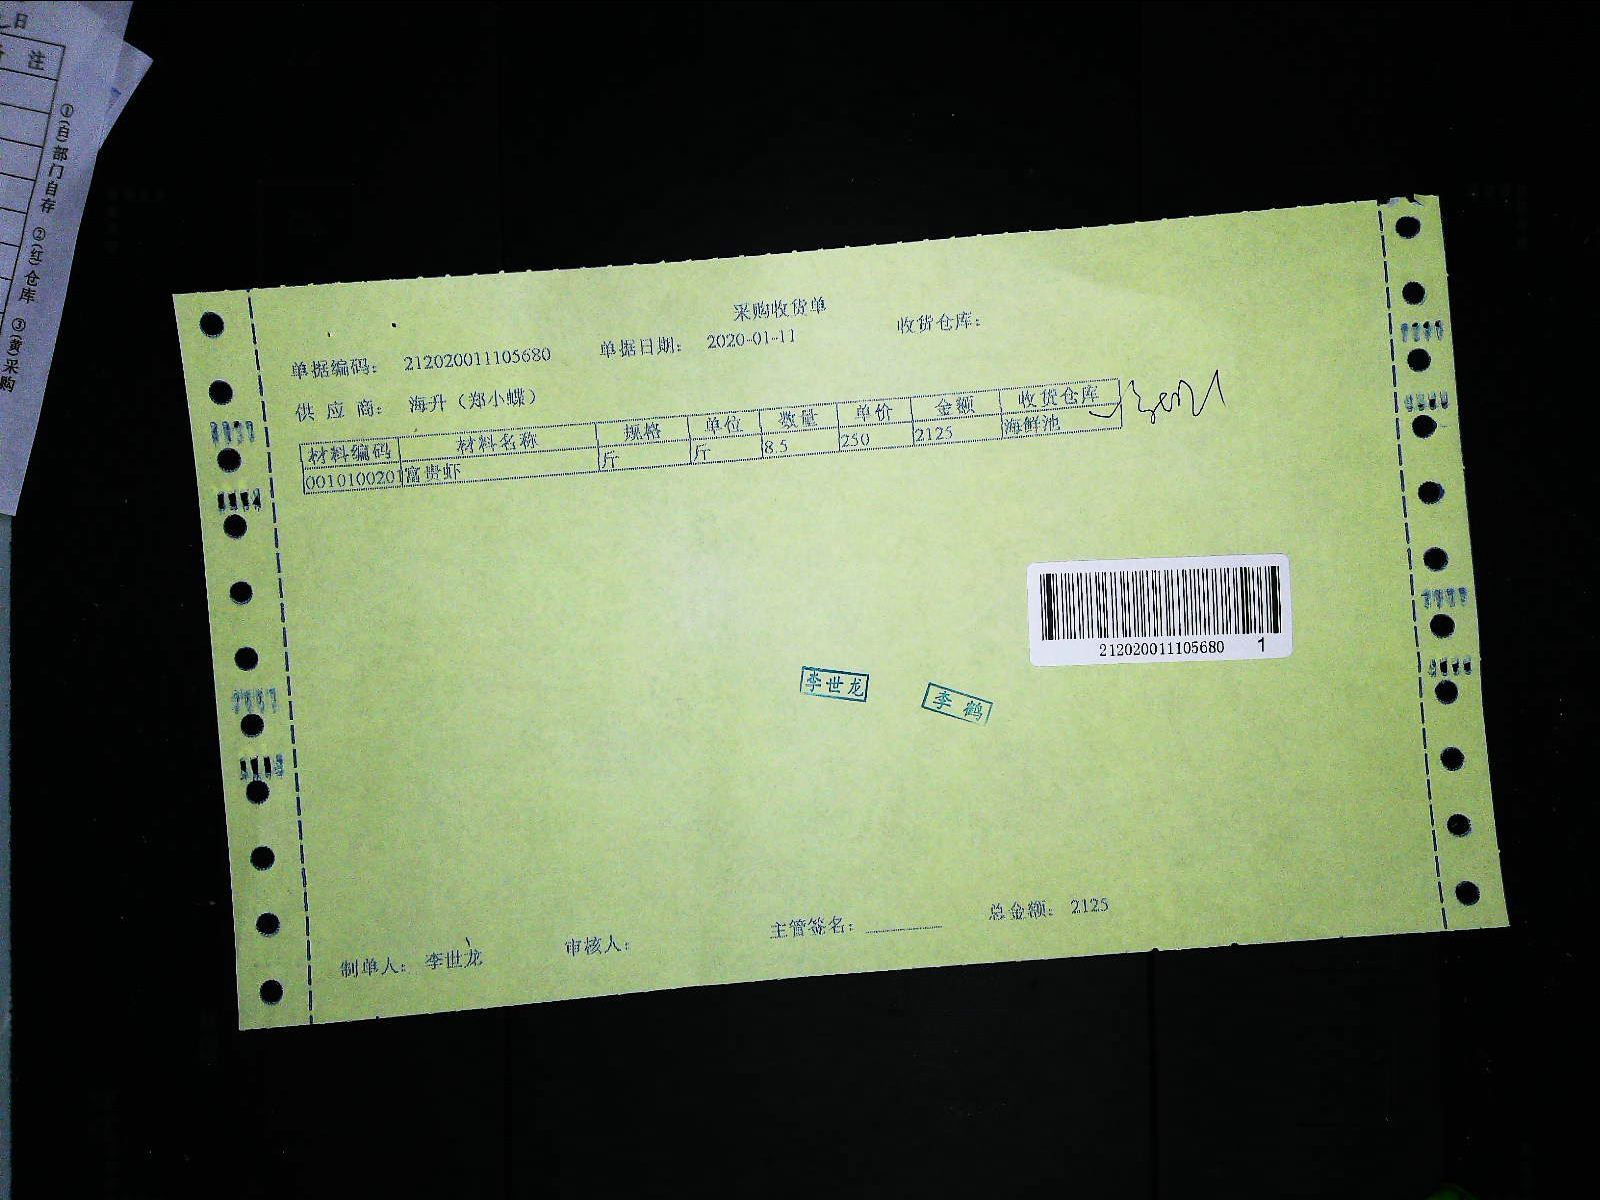 日
注
①(白)部门自存 ②(红)仓库 ③(黄)采购
采购收货单
单据编码: 212020011105680 单据日期: 2020-01-11 收货仓库:
供应商: 海升（郑小蝶）
材料编码 材料名称 规格 单位 数量 单价 金额 收货仓库
0010100201 富贵虾 斤 斤 8.5 250 2125 海鲜池
212020011105680 1
李世龙 李鹤
制单人: 李世龙 审核人: 主管签名: 总金额: 2125